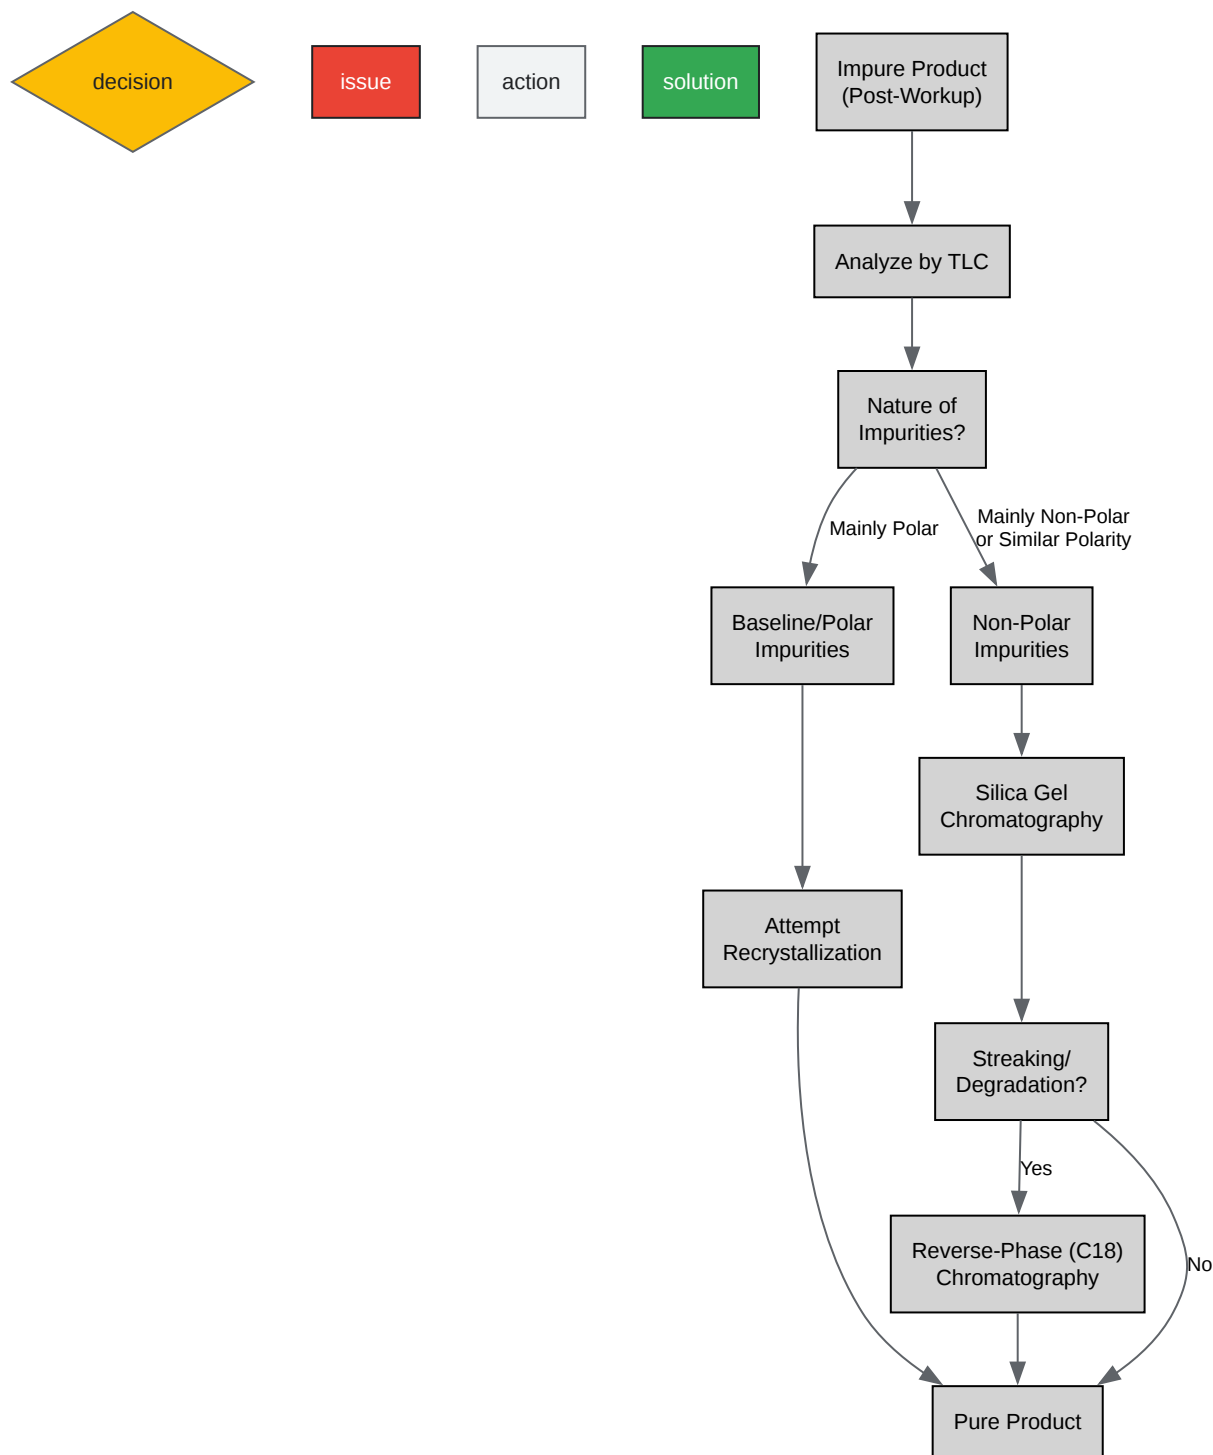 decision
issue
action
solution
Impure Product
(Post-Workup)
Analyze by TLC
Nature of
Impurities?
Mainly Polar
Mainly Non-Polar
or Similar Polarity
Baseline/Polar
Impurities
Non-Polar
Impurities
Silica Gel
Chromatography
Attempt
Recrystallization
Streaking/
Degradation?
Yes
Reverse-Phase (C18)
Chromatography
No
Pure Product